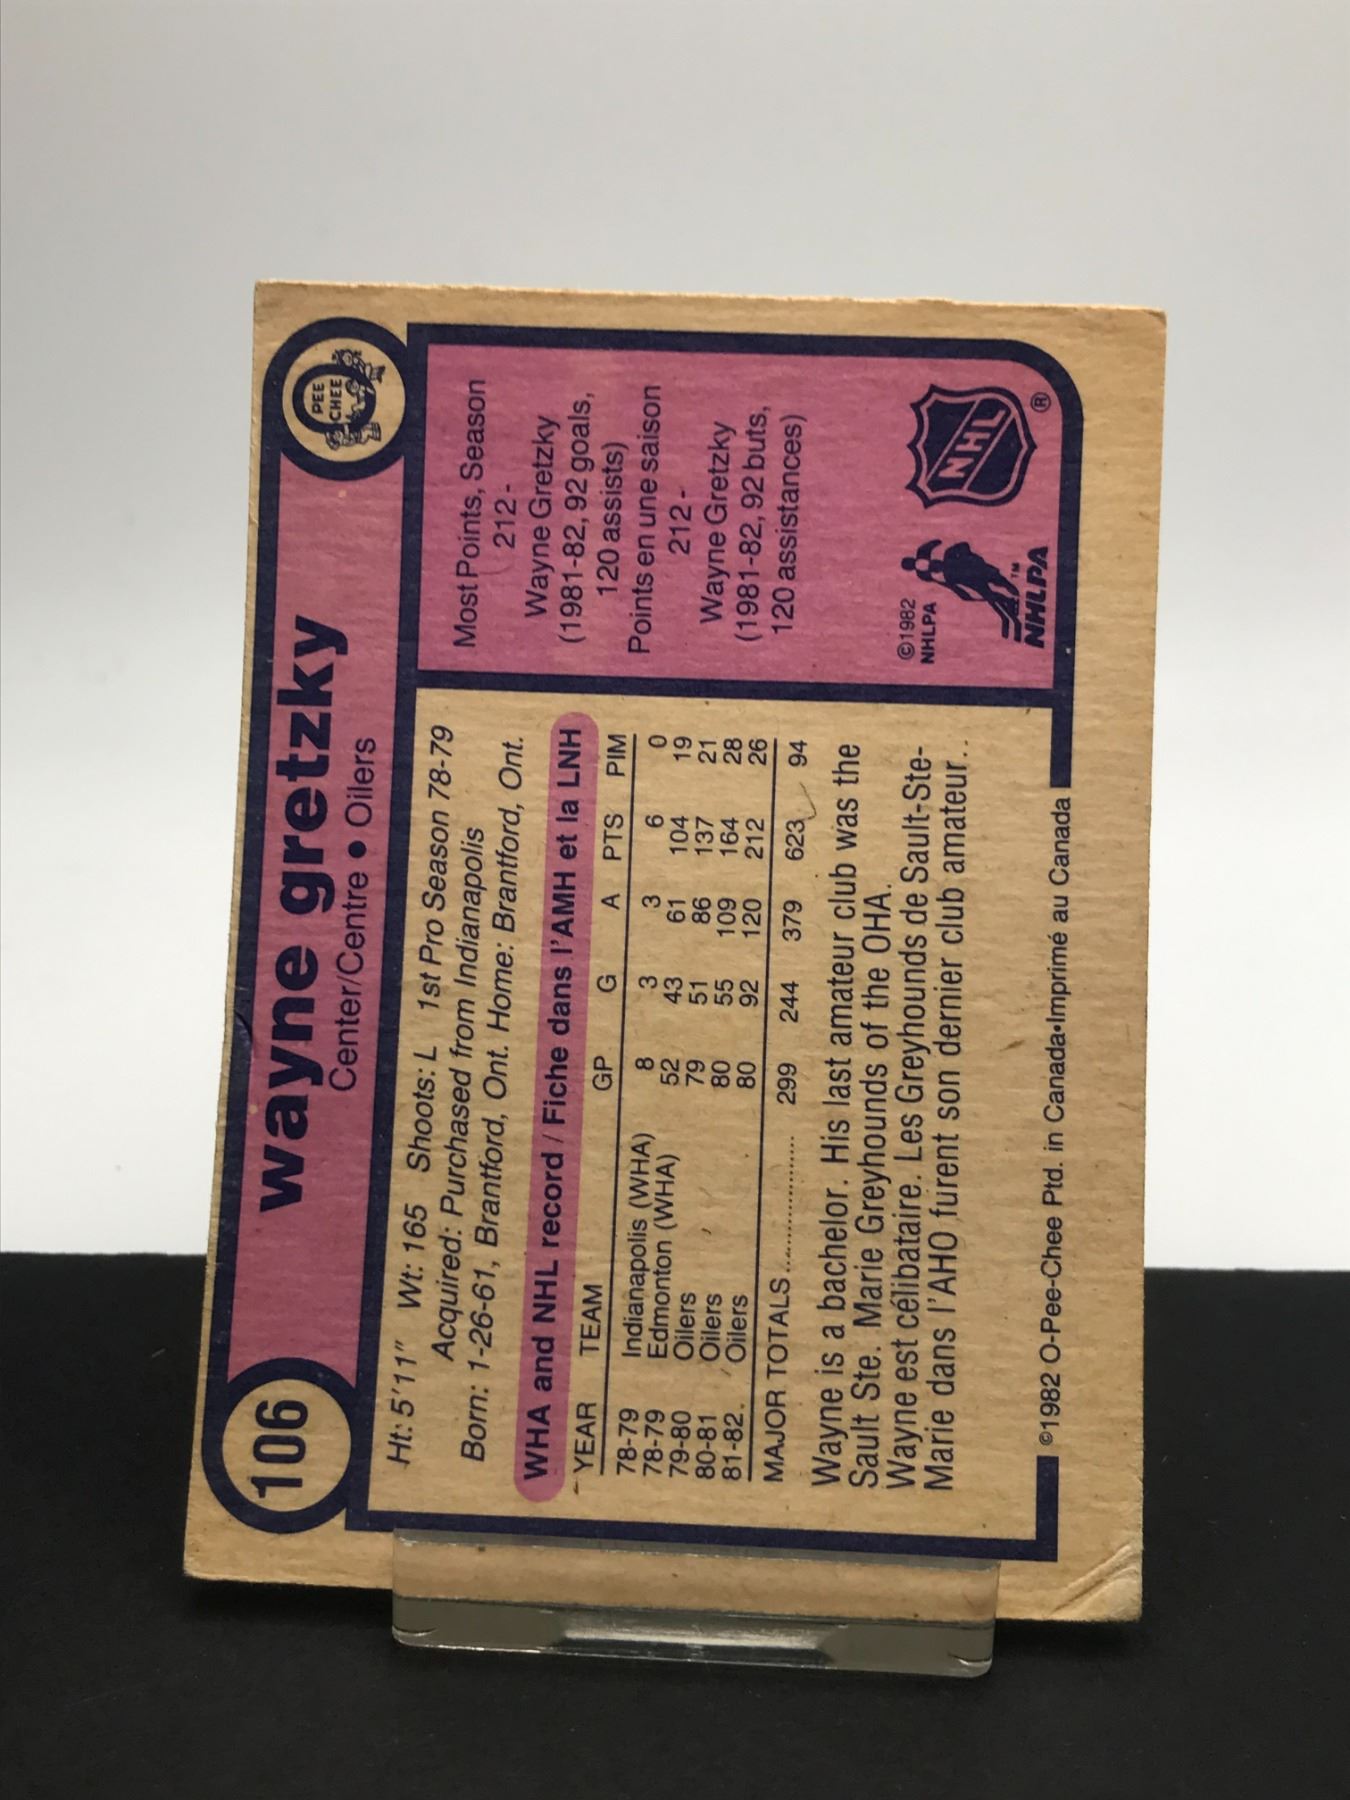 106
wayne gretzky
Center/Centre • Oilers
PEE
CHEE
Ht: 5'11" Wt: 165 Shoots: L 1st Pro Season 78-79
Acquired: Purchased from Indianapolis
Born: 1-26-61, Brantford, Ont. Home: Brantford, Ont.
WHA and NHL record / Fiche dans l'AMH et la LNH
YEAR TEAM GP G A PTS PIM
78-79 Indianapolis (WHA) 8 3 3 6 0
78-79 Edmonton (WHA) 52 43 61 104 19
79-80 Oilers 79 51 86 137 21
80-81 Oilers 80 55 109 164 28
81-82. Oilers 80 92 120 212 26
MAJOR TOTALS................ 299 244 379 623 94
Wayne is a bachelor. His last amateur club was the
Sault Ste. Marie Greyhounds of the OHA.
Wayne est célibataire. Les Greyhounds de Sault-Ste-
Marie dans l'AHO furent son dernier club amateur..
Most Points, Season
212 -
Wayne Gretzky
(1981-82, 92 goals,
120 assists)
Points en une saison
212 -
Wayne Gretzky
(1981-82, 92 buts,
120 assistances)
©1982
NHLPA
TM
NHLPA
NHL
®
©1982 O-Pee-Chee Ptd. in Canada•Imprimé au Canada